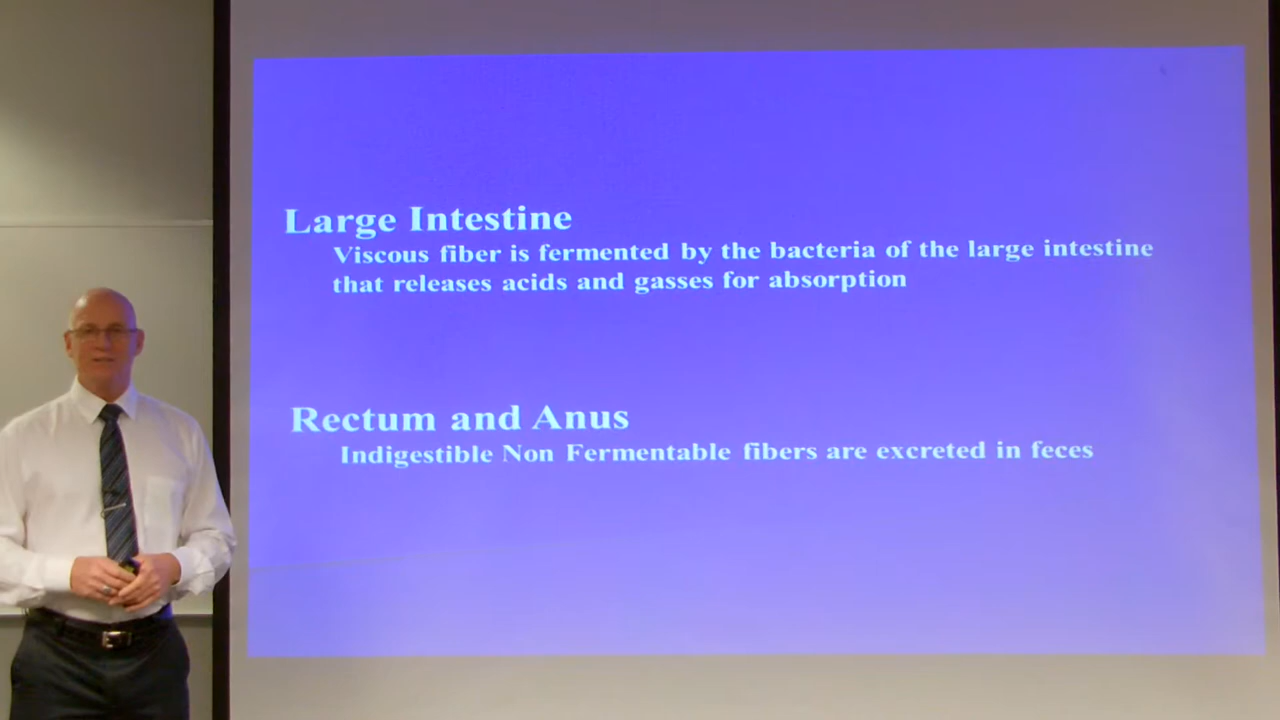 Large Intestine
Viscous fiber is fermented by the bacteria of the large intestine
that releases acids and gasses for absorption
Rectum and Anus
Indigestible Non Fermentable fibers are excreted in feces